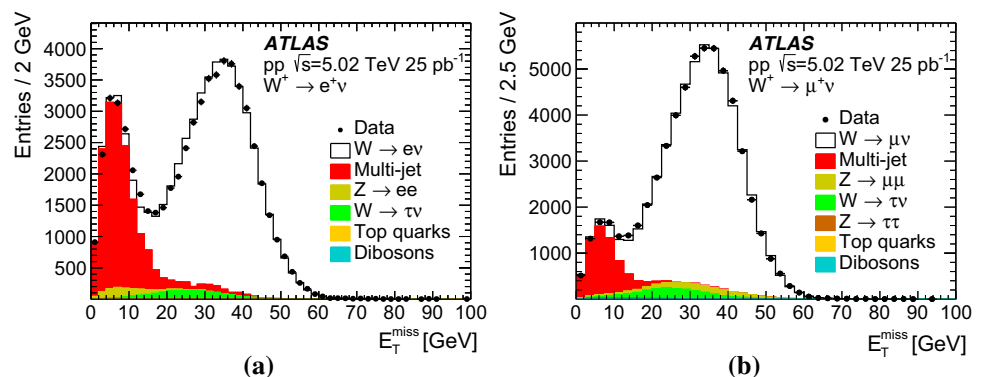 Entries / 2 GeV
4000
3500
3000
2500
2000
1500
1000
500
ATLAS
pp √s=5.02 TeV 25 pb⁻¹
W⁺ → e⁺ν
Data
W → eν
Multi-jet
Z → ee
W → τν
Top quarks
Dibosons
0 10 20 30 40 50 60 70 80 90 100
E_T^miss [GeV]
(a)
Entries / 2.5 GeV
5000
4000
3000
2000
1000
ATLAS
pp √s=5.02 TeV 25 pb⁻¹
W⁺ → μ⁺ν
Data
W → μν
Multi-jet
Z → μμ
W → τν
Z → ττ
Top quarks
Dibosons
0 10 20 30 40 50 60 70 80 90 100
E_T^miss [GeV]
(b)